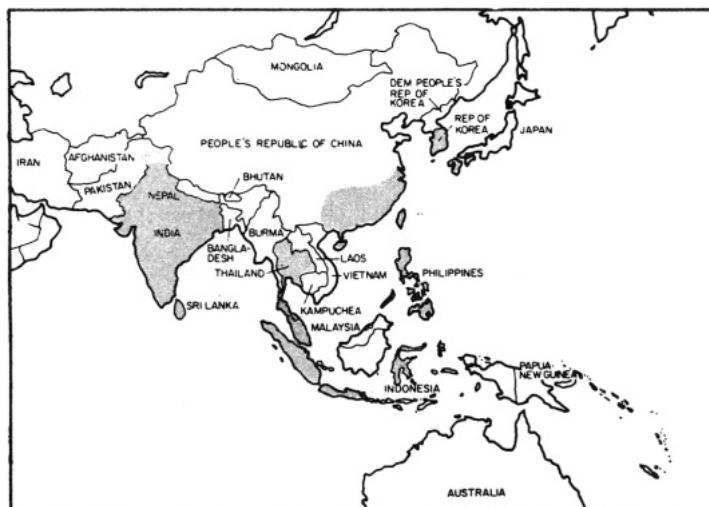 MONGOLIA
DEM PEOPLE'S
REP OF
KOREA
REP OF
KOREA
JAPAN
PEOPLE'S REPUBLIC OF CHINA
IRAN
AFGHANISTAN
PAKISTAN
NEPAL
BHUTAN
INDIA
BANGLA-
DESH
BURMA
LAOS
THAILAND
VIETNAM
PHILIPPINES
KAMPUCHEA
SRI LANKA
MALAYSIA
INDONESIA
PAPUA
NEW GUINEA
AUSTRALIA